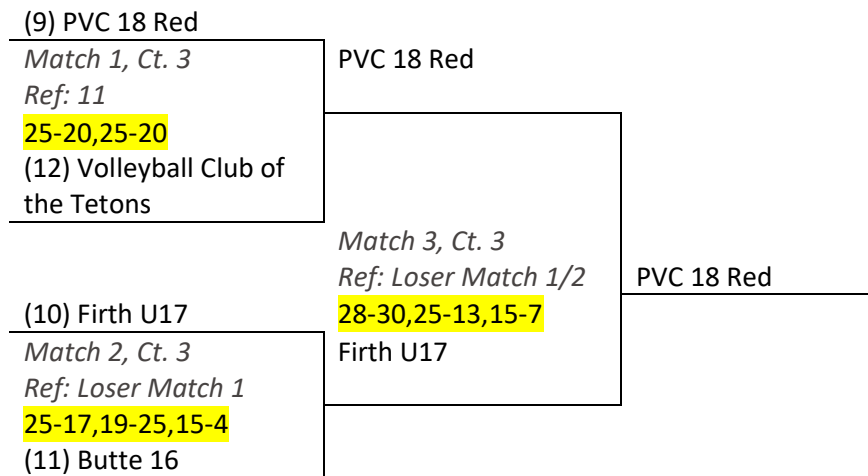 (9) PVC 18 Red
Match 1, Ct. 3
Ref: 11
25-20,25-20
(12) Volleyball Club of
the Tetons
(10) Firth U17
Match 2, Ct. 3
Ref: Loser Match 1
25-17,19-25,15-4
(11) Butte 16
PVC 18 Red
Match 3, Ct. 3
Ref: Loser Match 1/2
28-30,25-13,15-7
Firth U17
PVC 18 Red